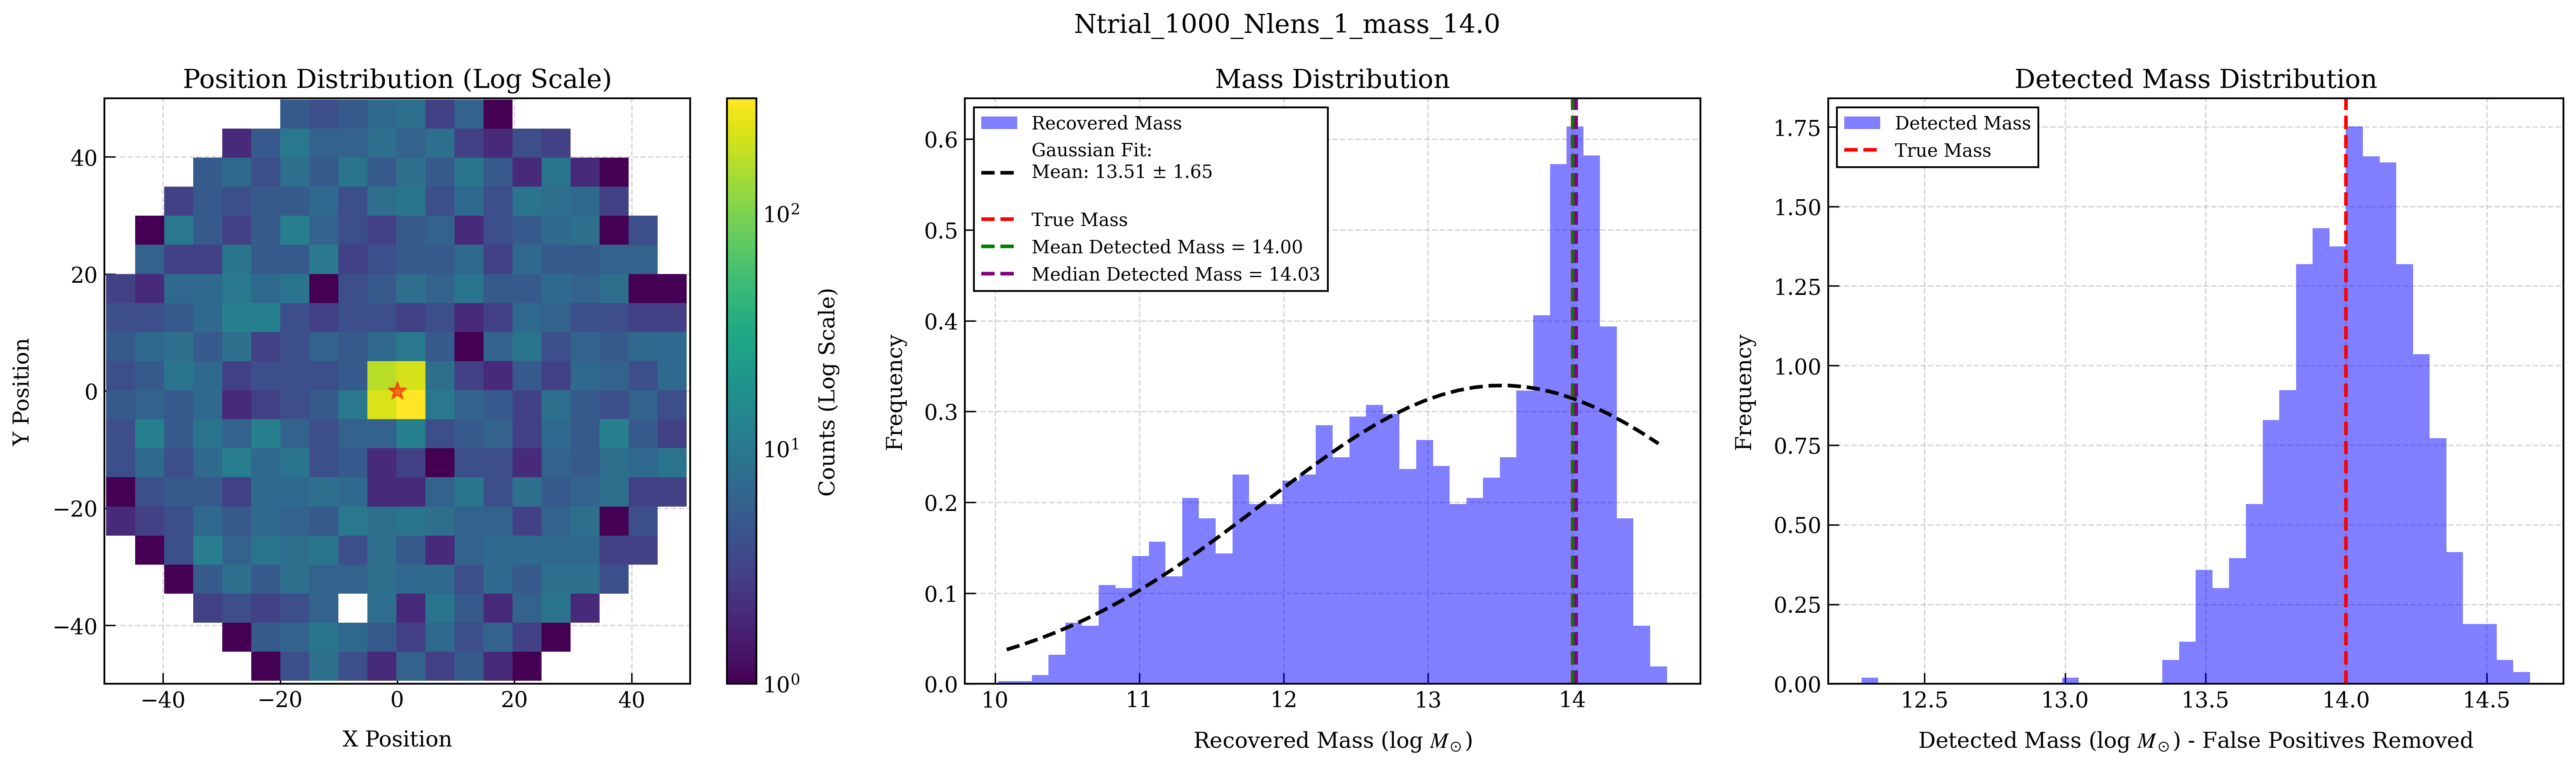 Ntrial_1000_Nlens_1_mass_14.0
Position Distribution (Log Scale)
40
20
0
−20
−40
−40
−20
0
20
40
Y Position
X Position
10²
10¹
10⁰
Counts (Log Scale)
Mass Distribution
Recovered Mass
Gaussian Fit:
Mean: 13.51 ± 1.65
True Mass
Mean Detected Mass = 14.00
Median Detected Mass = 14.03
0.6
0.5
0.4
0.3
0.2
0.1
0.0
10
11
12
13
14
Frequency
Recovered Mass (log M⊙)
Detected Mass Distribution
Detected Mass
True Mass
1.75
1.50
1.25
1.00
0.75
0.50
0.25
0.00
12.5
13.0
13.5
14.0
14.5
Frequency
Detected Mass (log M⊙) - False Positives Removed